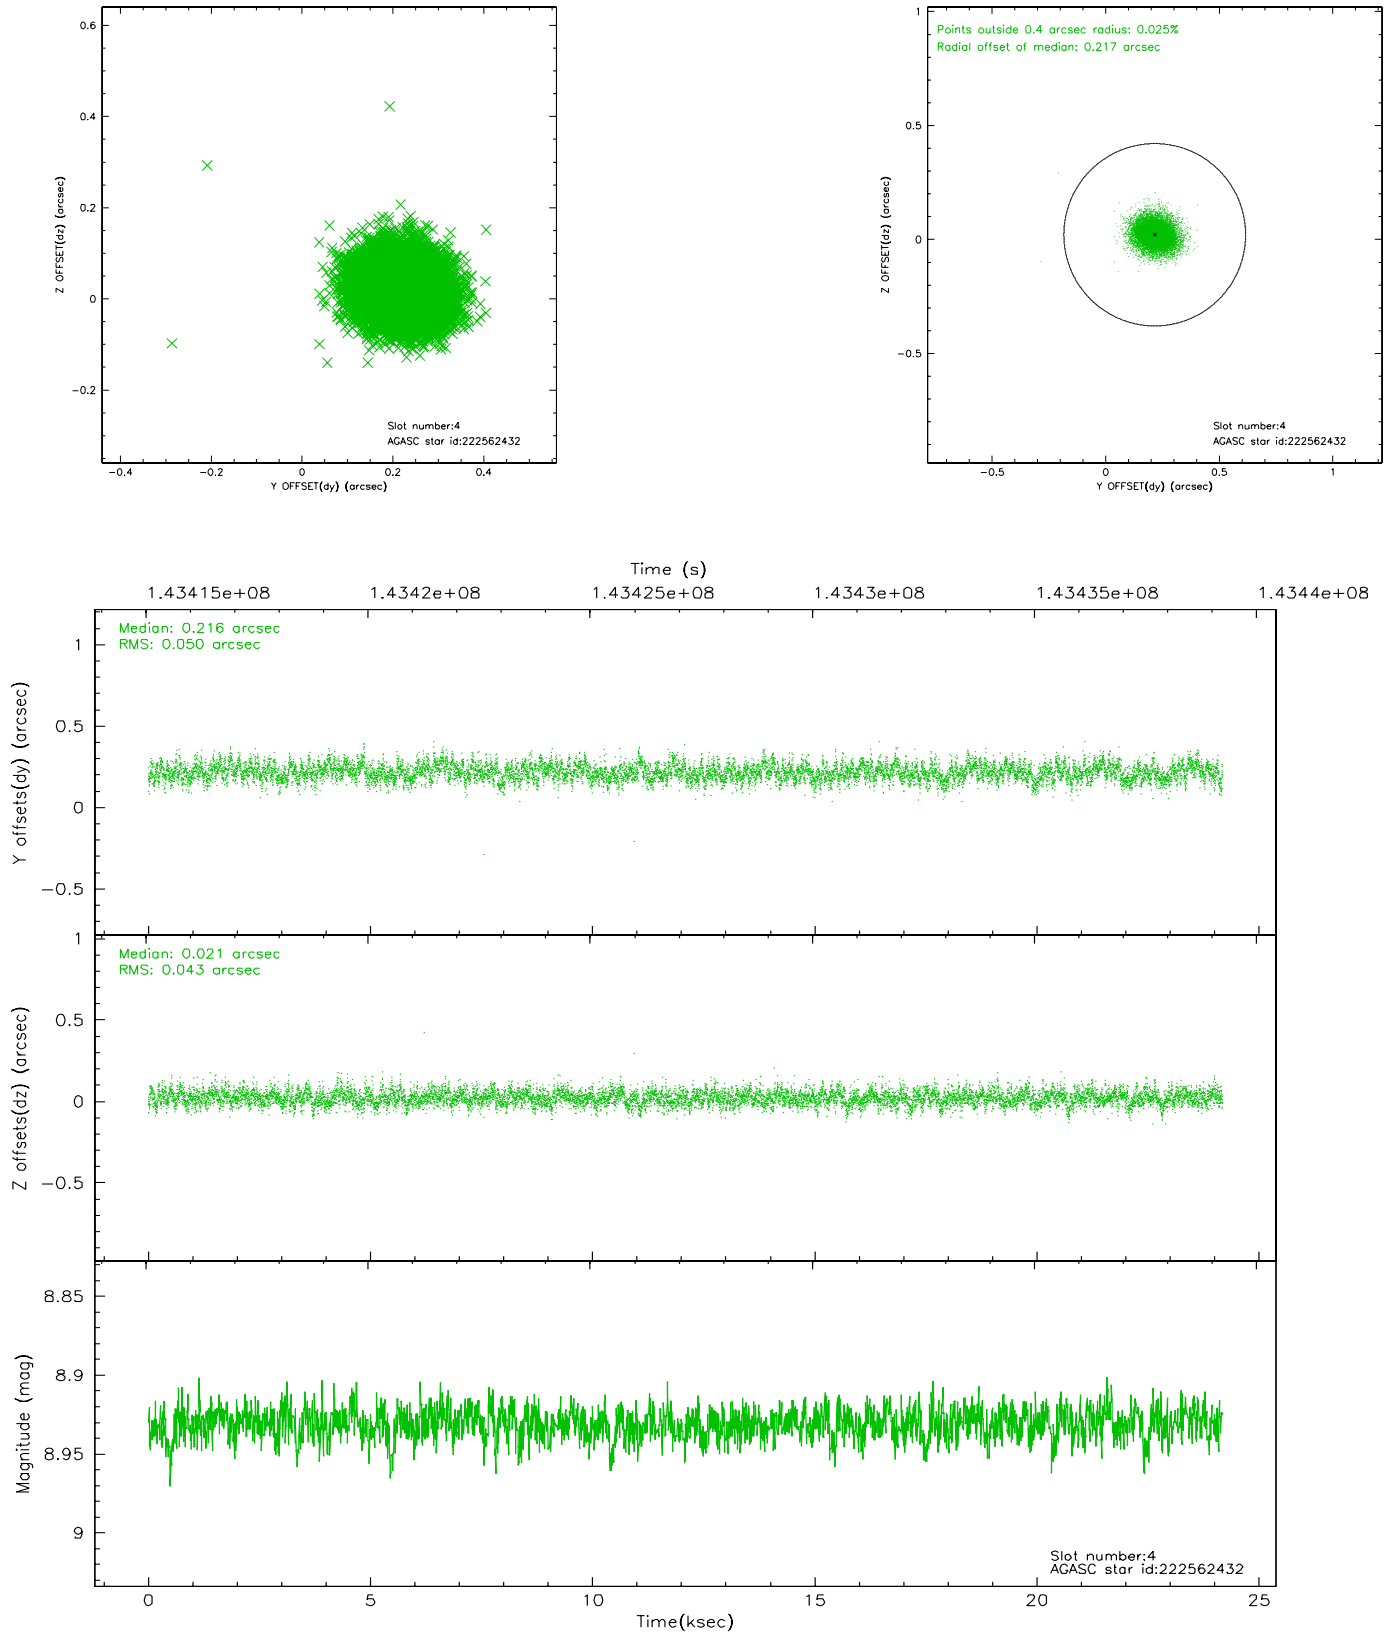 0.6
0.4
0.2
0
−0.2
Z OFFSET(dz) (arcsec)
Slot number:4
AGASC star id:222562432
−0.4 −0.2 0 0.2 0.4
Y OFFSET(dy) (arcsec)
Points outside 0.4 arcsec radius: 0.025%
Radial offset of median: 0.217 arcsec
1
0.5
0
−0.5
Z OFFSET(dz) (arcsec)
Slot number:4
AGASC star id:222562432
−0.5 0 0.5 1
Y OFFSET(dy) (arcsec)
Time (s)
1.43415e+08 1.4342e+08 1.43425e+08 1.4343e+08 1.43435e+08 1.4344e+08
Median: 0.216 arcsec
RMS: 0.050 arcsec
1
0.5
0
−0.5
Y offsets(dy) (arcsec)
Median: 0.021 arcsec
RMS: 0.043 arcsec
1
0.5
0
−0.5
Z offsets(dz) (arcsec)
8.85
8.9
8.95
9
Magnitude (mag)
Slot number:4
AGASC star id:222562432
0 5 10 15 20 25
Time(ksec)